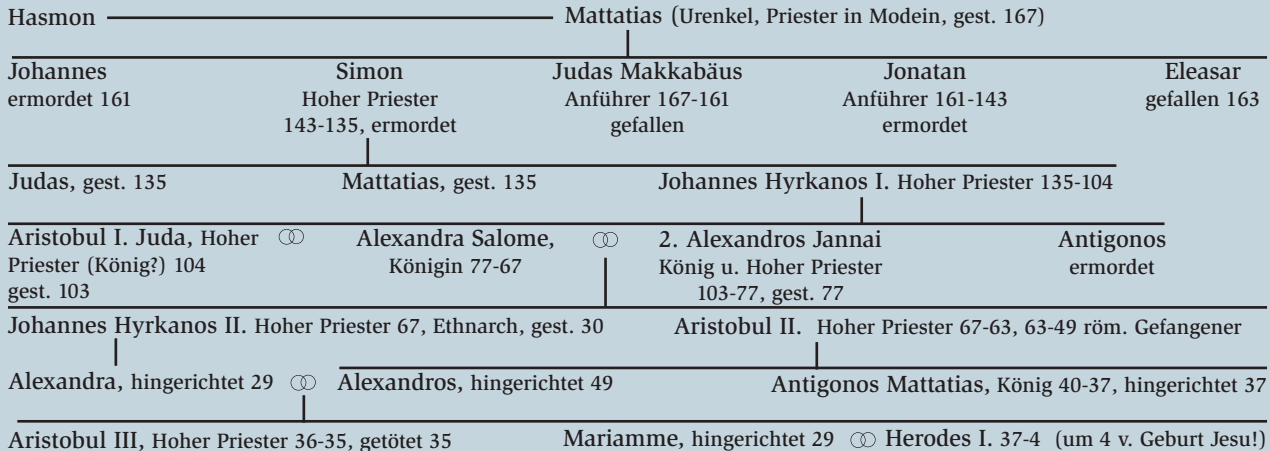 Hasmon Mattatias (Urenkel, Priester in Modein, gest. 167)
Johannes Simon Judas Makkabäus Jonatan Eleasar
ermordet 161 Hoher Priester Anführer 167-161 Anführer 161-143 gefallen 163
143-135, ermordet gefallen ermordet
Judas, gest. 135 Mattatias, gest. 135 Johannes Hyrkanos I. Hoher Priester 135-104
Aristobul I. Juda, Hoher Alexandra Salome, 2. Alexandros Jannai Antigonos
Priester (König?) 104 Königin 77-67 König u. Hoher Priester ermordet
gest. 103 103-77, gest. 77
Johannes Hyrkanos II. Hoher Priester 67, Ethnarch, gest. 30 Aristobul II. Hoher Priester 67-63, 63-49 röm. Gefangener
Alexandra, hingerichtet 29 Alexandros, hingerichtet 49 Antigonos Mattatias, König 40-37, hingerichtet 37
Aristobul III, Hoher Priester 36-35, getötet 35 Mariamme, hingerichtet 29 Herodes I. 37-4 (um 4 v. Geburt Jesu!)